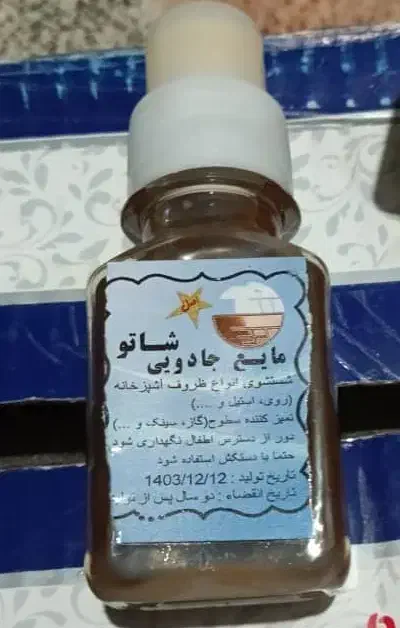 اصل
شاتو
مایع جادویی
شستشوی انواع ظروف آشپزخانه
(روی، استیل و ...)
تمیز کننده سطوح(گاز، سینک و ...)
دور از دسترس اطفال نگهداری شود
حتما با دستکش استفاده شود
تاریخ تولید : 1403/12/12
تاریخ انقضاء : دو سال پس از تولید